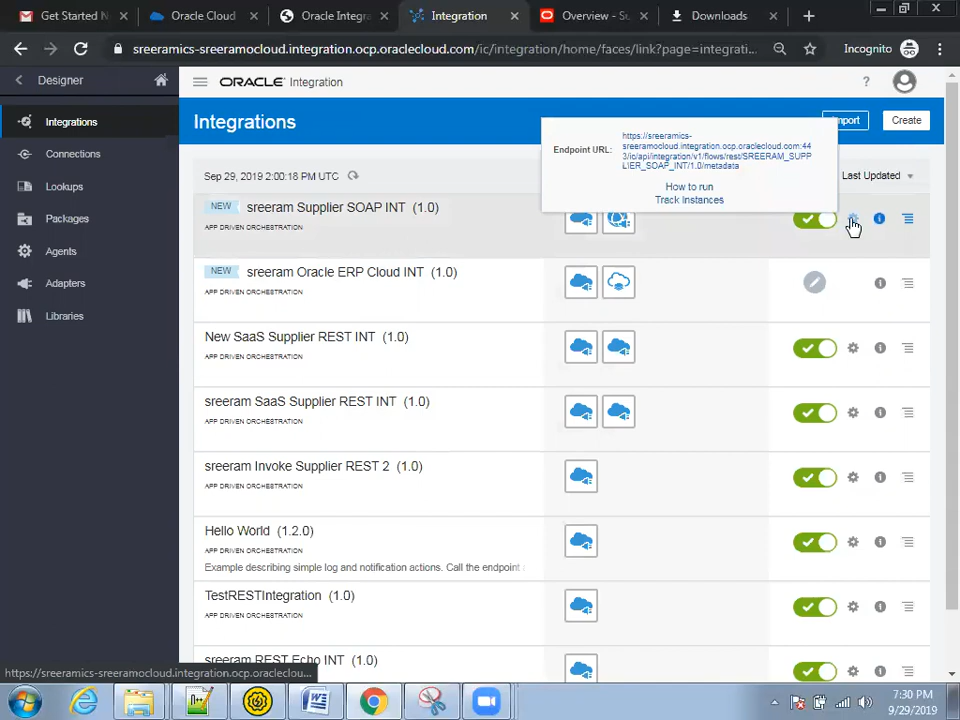 Get Started N
Oracle Cloud
Oracle Integra
Integration
Overview - Su
Downloads
sreeramics-sreeramocloud.integration.ocp.oraclecloud.com/ic/integration/home/faces/link?page=integrati...
Incognito
Designer
ORACLE Integration
?
Integrations
Connections
Lookups
Packages
Agents
Adapters
Libraries
Integrations
Import
Create
Sep 29, 2019 2:00:18 PM UTC
Last Updated
Endpoint URL:
https://sreeramics-
sreeramocloud.integration.ocp.oraclecloud.com:44
3/ic/api/integration/v1/flows/rest/SREERAM_SUPP
LIER_SOAP_INT/1.0/metadata
How to run
Track Instances
NEW sreeram Supplier SOAP INT (1.0)
APP DRIVEN ORCHESTRATION
NEW sreeram Oracle ERP Cloud INT (1.0)
APP DRIVEN ORCHESTRATION
New SaaS Supplier REST INT (1.0)
APP DRIVEN ORCHESTRATION
sreeram SaaS Supplier REST INT (1.0)
APP DRIVEN ORCHESTRATION
sreeram Invoke Supplier REST 2 (1.0)
APP DRIVEN ORCHESTRATION
Hello World (1.2.0)
APP DRIVEN ORCHESTRATION
Example describing simple log and notification actions. Call the endpoint
TestRESTIntegration (1.0)
APP DRIVEN ORCHESTRATION
sreeram REST Echo INT (1.0)
https://sreeramics-sreeramocloud.integration.ocp.oracleclou...
7:30 PM
9/29/2019